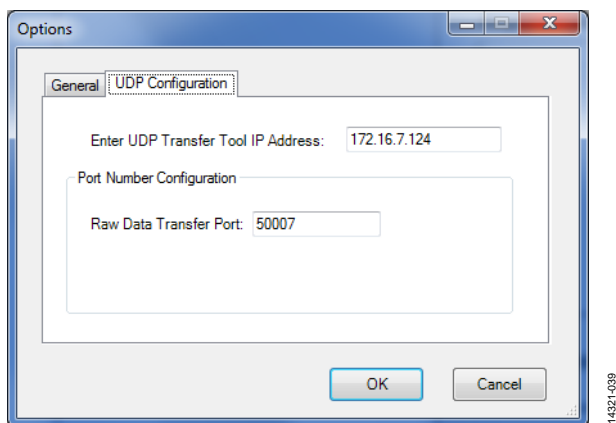 Options
General UDP Configuration
Enter UDP Transfer Tool IP Address: 172.16.7.124
Port Number Configuration
Raw Data Transfer Port: 50007
OK Cancel
14321-039